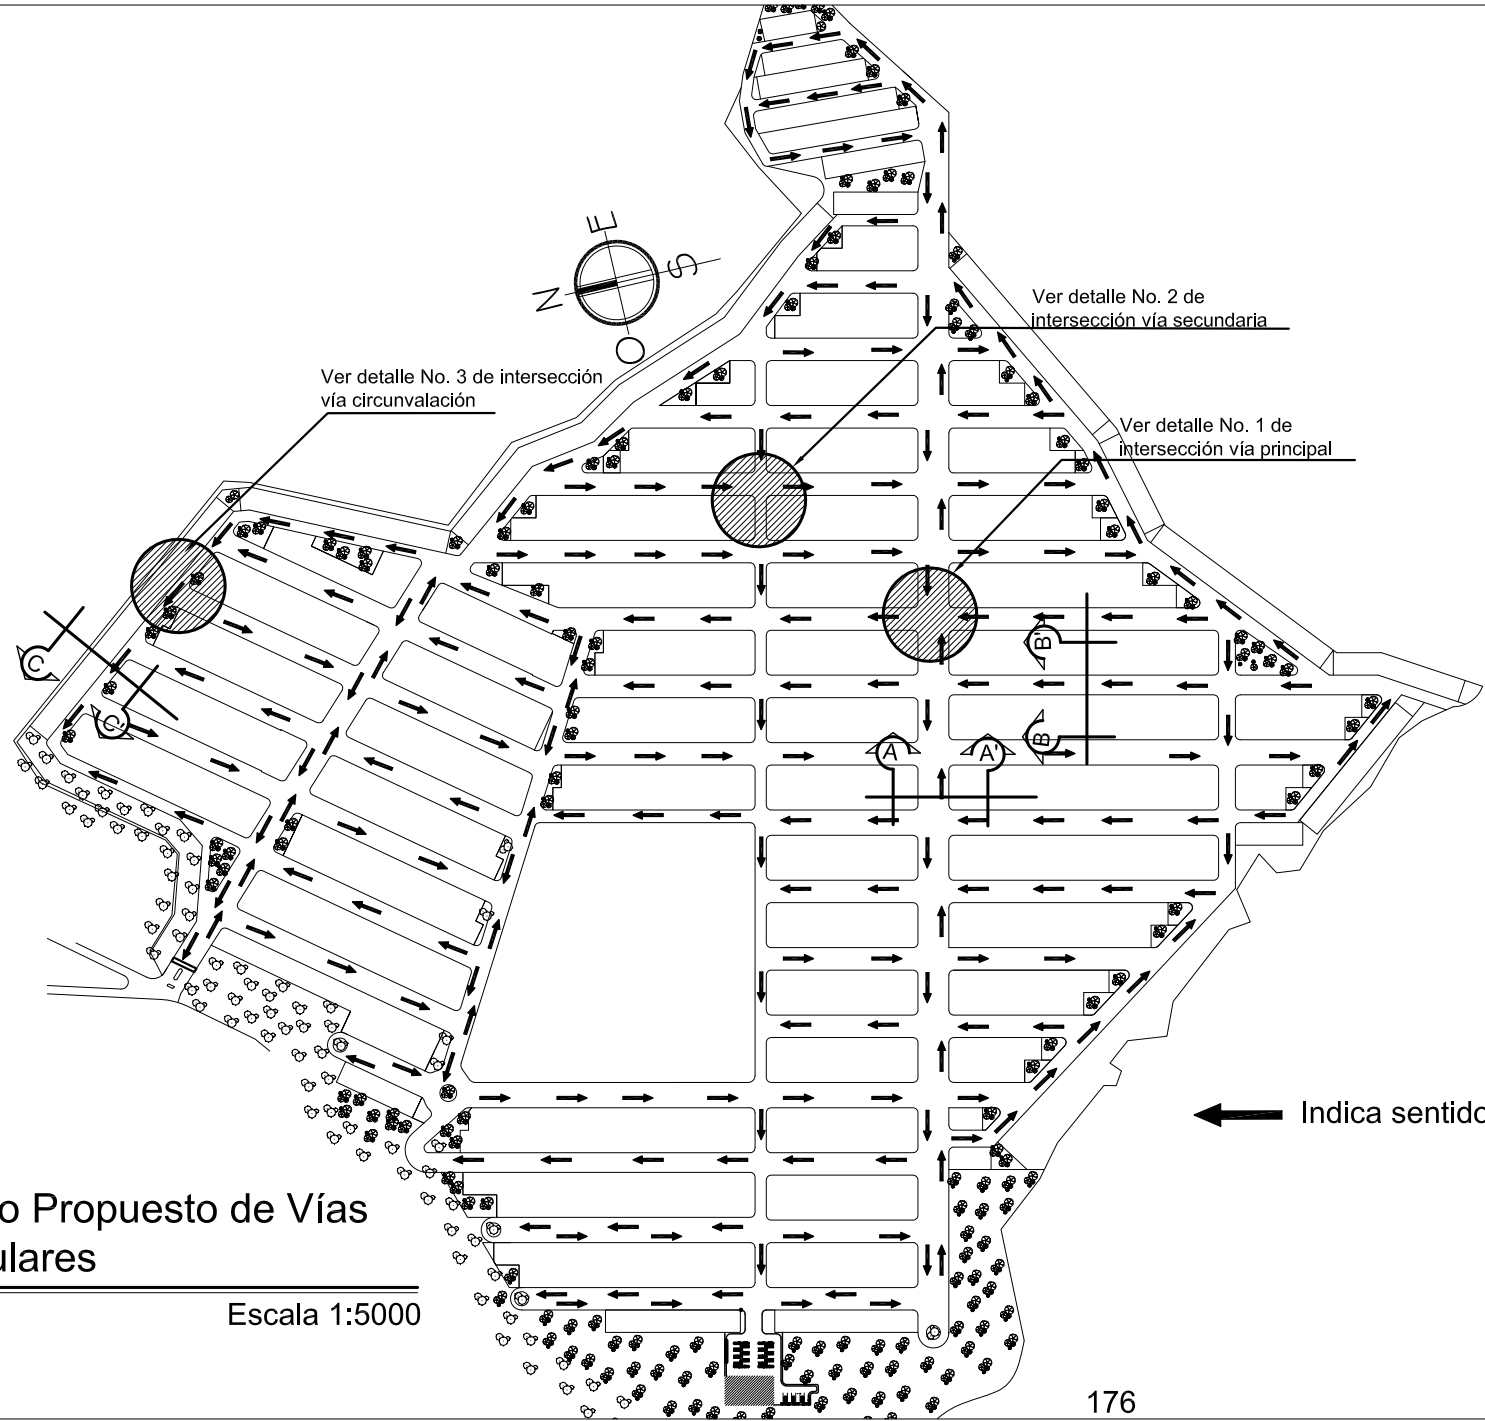 E
S
N
O
Ver detalle No. 2 de
intersección vía secundaria
Ver detalle No. 3 de intersección
vía circunvalación
Ver detalle No. 1 de
intersección vía principal
C
C'
B'
B
A
A'
Indica sentido
o Propuesto de Vías
ulares
Escala 1:5000
176